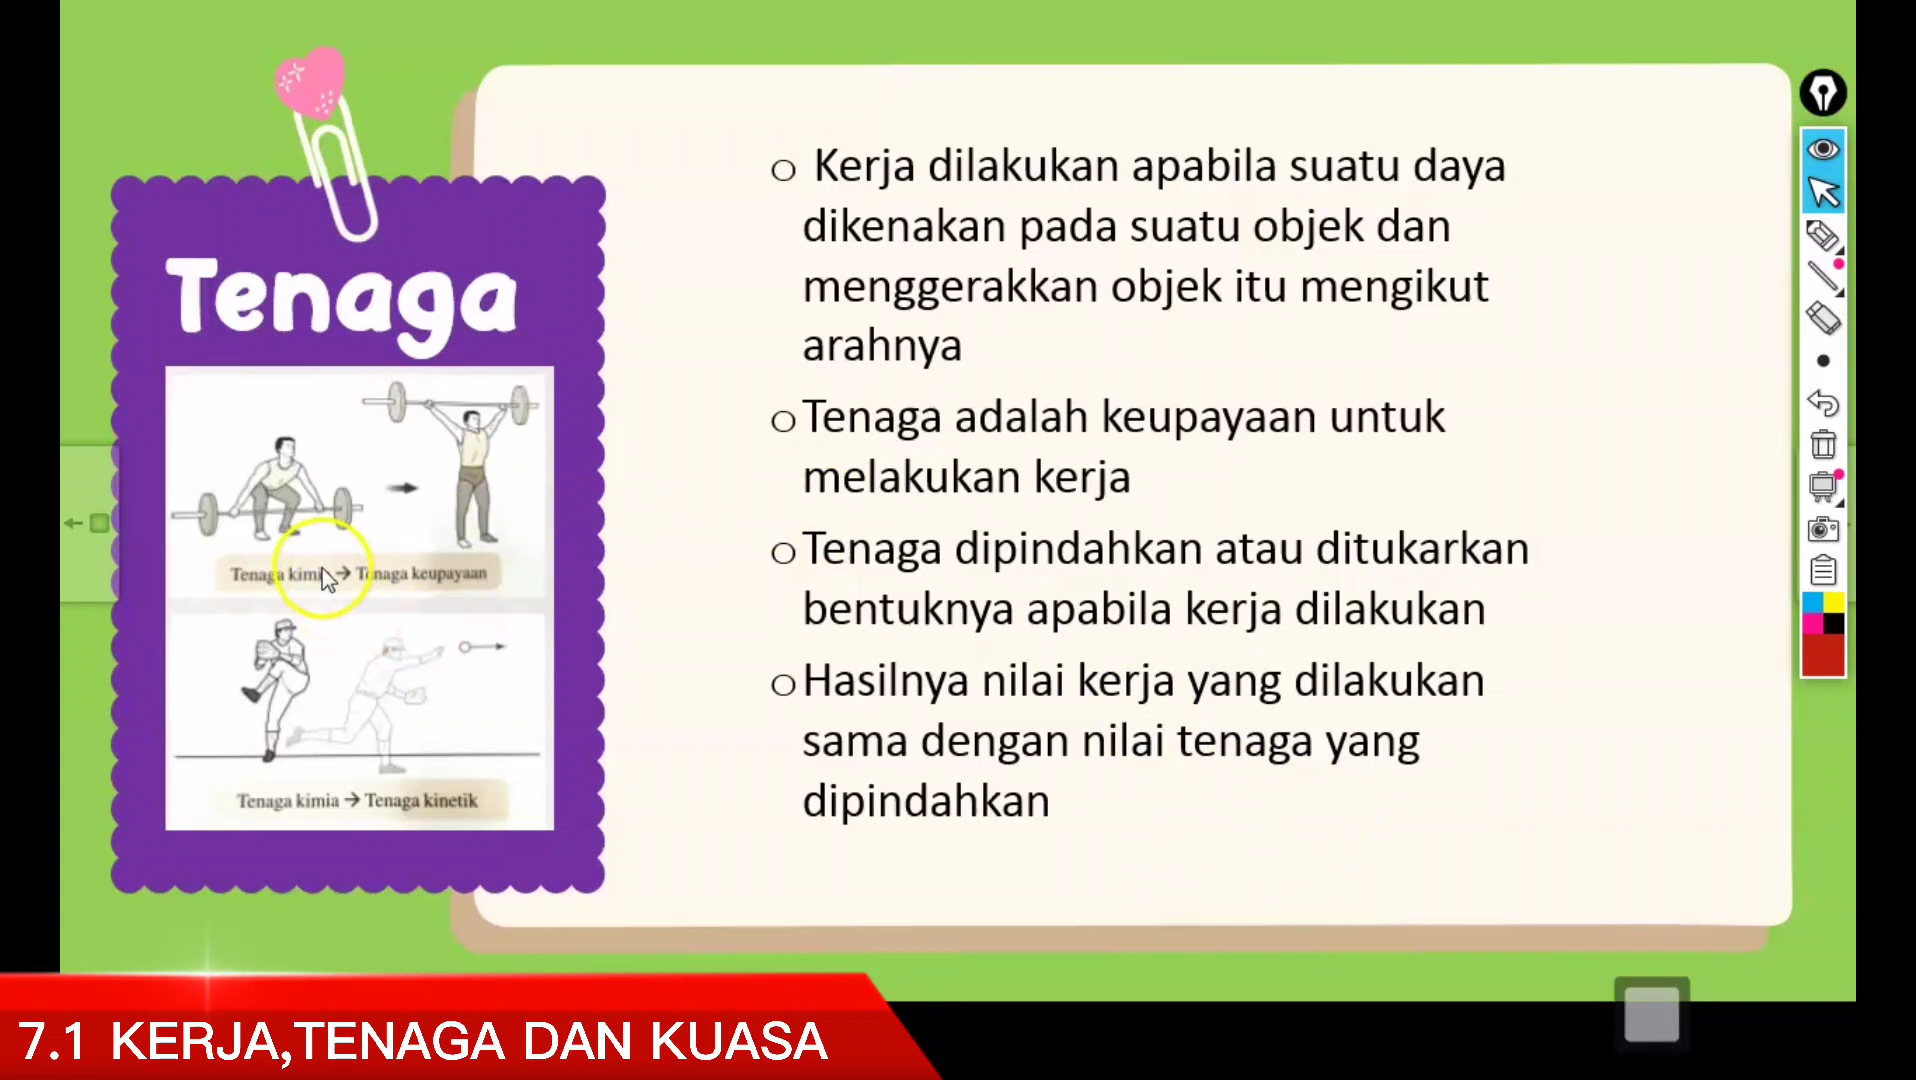 Tenaga
Tenaga kimia → Tenaga keupayaan
Tenaga kimia → Tenaga kinetik
o Kerja dilakukan apabila suatu daya
dikenakan pada suatu objek dan
menggerakkan objek itu mengikut
arahnya
o Tenaga adalah keupayaan untuk
melakukan kerja
o Tenaga dipindahkan atau ditukarkan
bentuknya apabila kerja dilakukan
o Hasilnya nilai kerja yang dilakukan
sama dengan nilai tenaga yang
dipindahkan
7.1 KERJA,TENAGA DAN KUASA